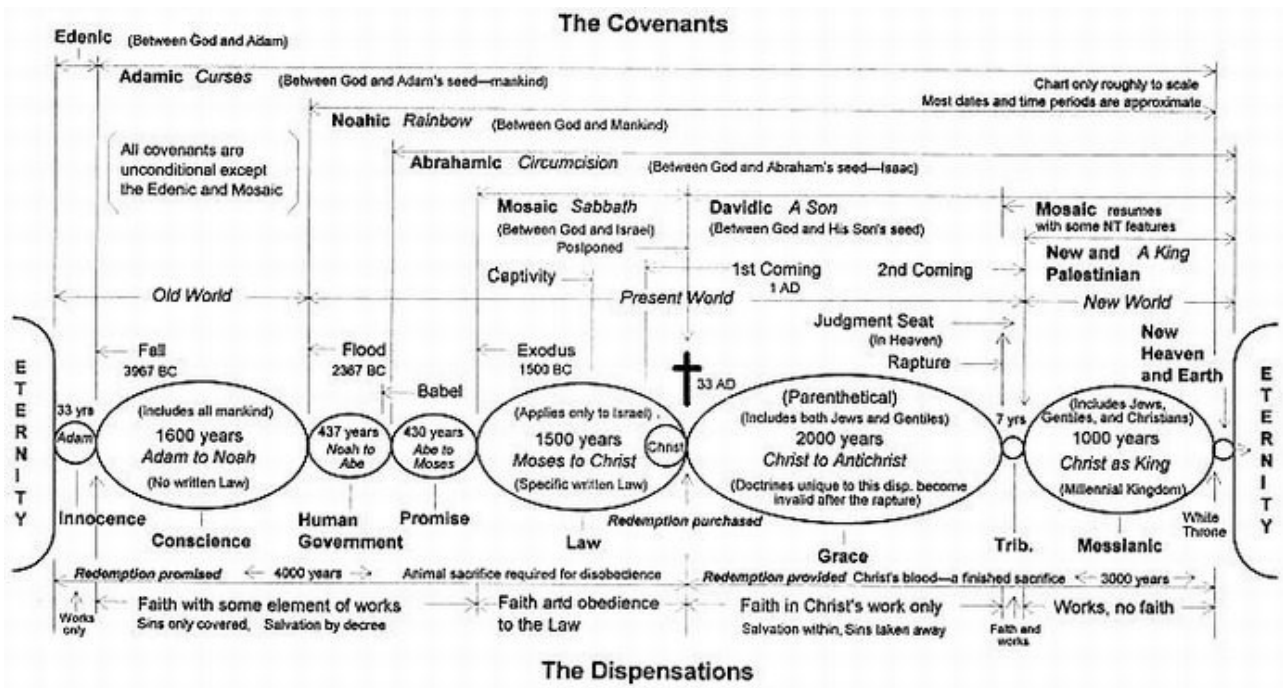 The Covenants
Edenic (Between God and Adam)
Adamic Curses (Between God and Adam's seed—mankind)
Chart only roughly to scale
Most dates and time periods are approximate
Noahic Rainbow (Between God and Mankind)
All covenants are
unconditional except
the Edenic and Mosaic
Abrahamic Circumcision (Between God and Abraham's seed—Isaac)
Mosaic Sabbath
(Between God and Israel)
Postponed
Davidic A Son
(Between God and His Son's seed)
Mosaic resumes
with some NT features
New and A King
Palestinian
Captivity
1st Coming
1 AD
2nd Coming
Old World
Present World
New World
Judgment Seat
(In Heaven)
Rapture
New
Heaven
and Earth
ETERNITY
Fall
3967 BC
Flood
2367 BC
Babel
Exodus
1500 BC
33 AD
ETERNITY
33 yrs
Adam
(Includes all mankind)
1600 years
Adam to Noah
(No written Law)
437 years
Noah to
Abe
430 years
Abe to
Moses
(Applies only to Israel)
1500 years
Moses to Christ
(Specific written Law)
Christ
(Parenthetical)
(Includes both Jews and Gentiles)
2000 years
Christ to Antichrist
(Doctrines unique to this disp. become
invalid after the rapture)
7 yrs
(Includes Jews,
Gentiles, and Christians)
1000 years
Christ as King
(Millennial Kingdom)
Innocence
Conscience
Human
Government
Promise
Law
Redemption purchased
Grace
Trib.
Messianic
White
Throne
Redemption promised 4000 years Animal sacrifice required for disobedience
Redemption provided Christ's blood—a finished sacrifice 3000 years
Works
only
Faith with some element of works
Sins only covered, Salvation by decree
Faith and obedience
to the Law
Faith in Christ's work only
Salvation within, Sins taken away
Faith and
works
Works, no faith
The Dispensations